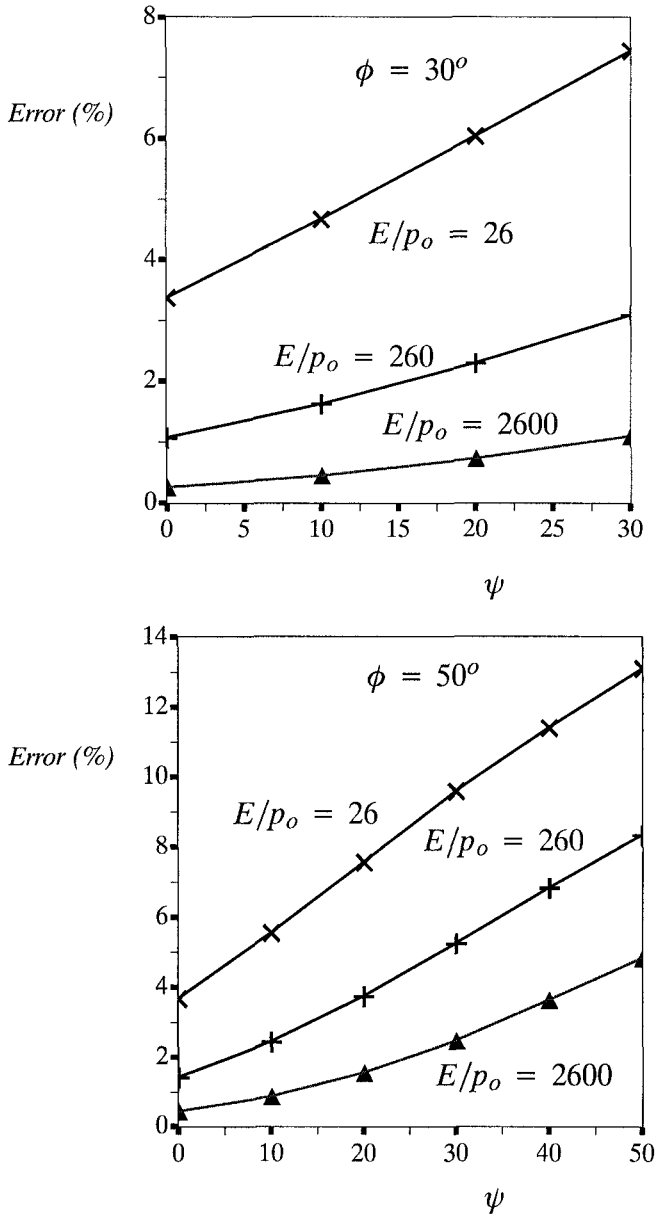 8
φ = 30°
Error (%)
6
E/pₒ = 26
4
E/pₒ = 260
2
E/pₒ = 2600
0
0 5 10 15 20 25 30
ψ
14
φ = 50°
12
Error (%)
10
E/pₒ = 26
E/pₒ = 260
8
6
4
2
E/pₒ = 2600
0
0 10 20 30 40 50
ψ